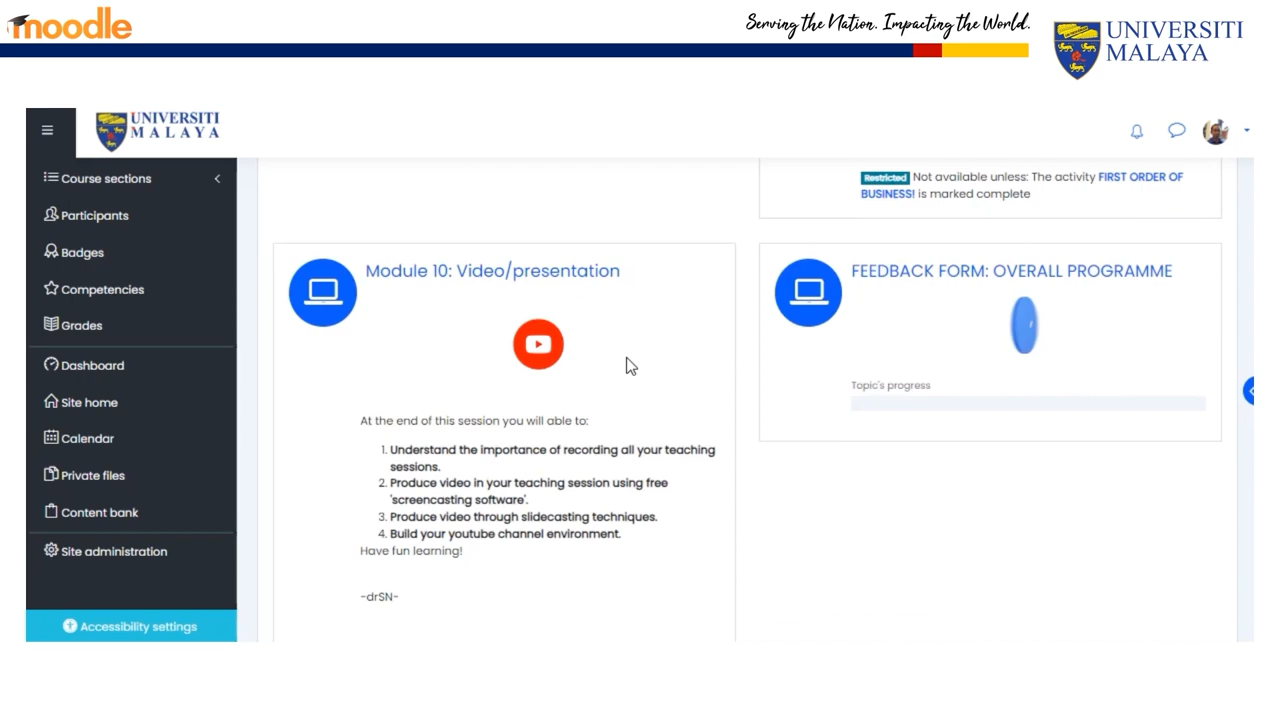 moodle
Serving the Nation. Impacting the World.
UNIVERSITI
MALAYA
UNIVERSITI
MALAYA
Course sections
Participants
Badges
Competencies
Grades
Dashboard
Site home
Calendar
Private files
Content bank
Site administration
Accessibility settings
Restricted Not available unless: The activity FIRST ORDER OF
BUSINESS! is marked complete
Module 10: Video/presentation
At the end of this session you will able to:
1. Understand the importance of recording all your teaching
sessions.
2. Produce video in your teaching session using free
'screencasting software'.
3. Produce video through slidecasting techniques.
4. Build your youtube channel environment.
Have fun learning!
-drSN-
FEEDBACK FORM: OVERALL PROGRAMME
Topic's progress